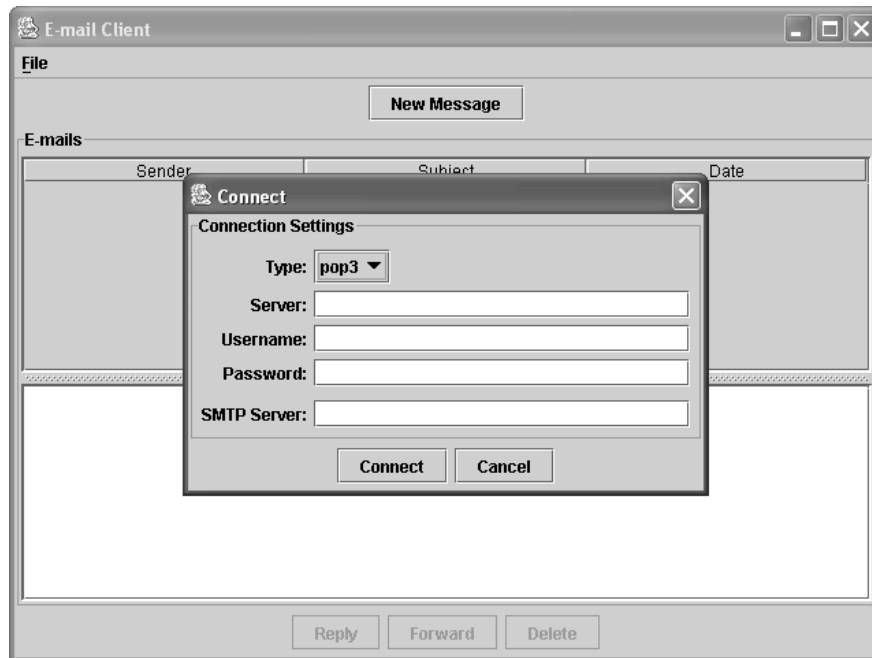 E-mail Client
File
New Message
E-mails
Sender Subject Date
Connect
Connection Settings
Type: pop3
Server:
Username:
Password:
SMTP Server:
Connect Cancel
Reply Forward Delete